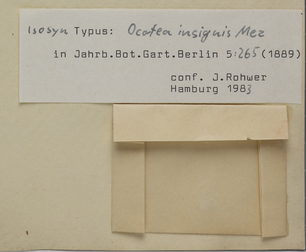 Isosyn Typus: Ocotea insignis Mez
in Jahrb.Bot.Gart.Berlin 5:265(1889)
conf. J.Rohwer
Hamburg 1983